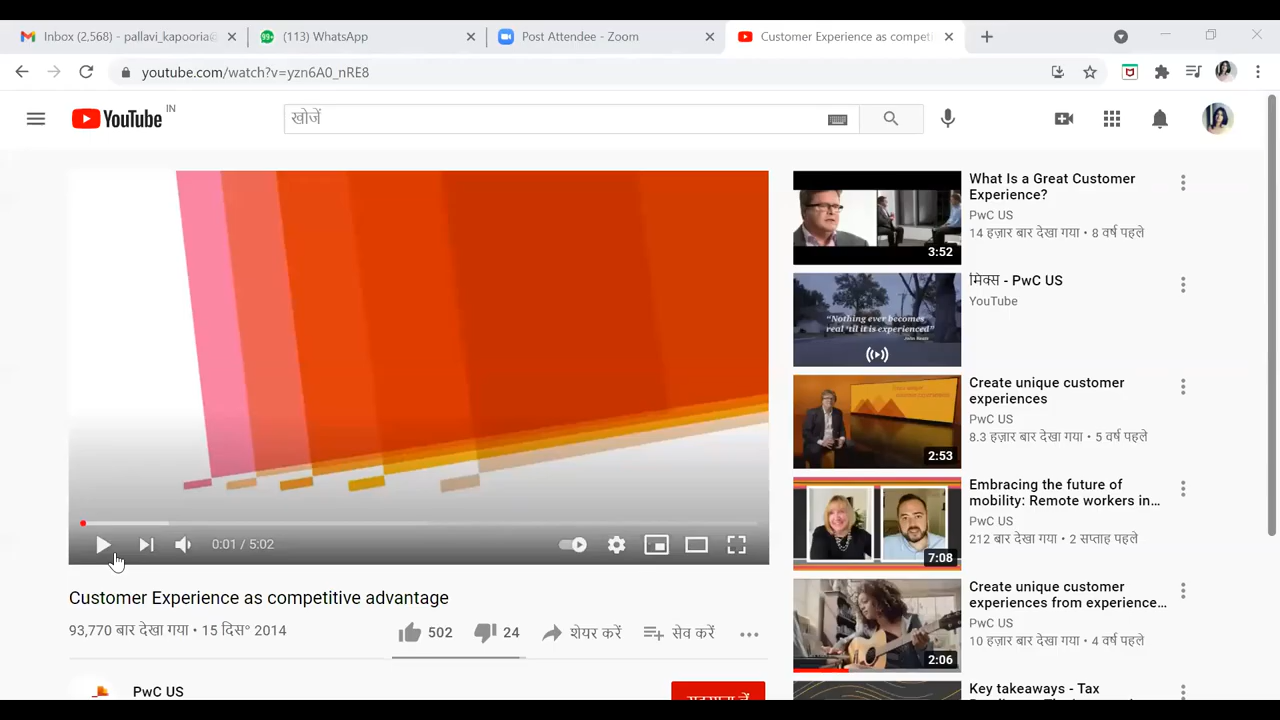 Inbox (2,568) - pallavi_kapooria@
99+ (113) WhatsApp
Post Attendee - Zoom
Customer Experience as compet
youtube.com/watch?v=yzn6A0_nRE8
YouTube IN
खोजें
What Is a Great Customer
Experience?
PwC US
14 हज़ार बार देखा गया • 8 वर्ष पहले
3:52
मिक्स - PwC US
YouTube
"Nothing ever becomes
real 'til it is experienced"
John Keats
Create unique customer
experiences
PwC US
8.3 हज़ार बार देखा गया • 5 वर्ष पहले
2:53
Embracing the future of
mobility: Remote workers in...
PwC US
212 बार देखा गया • 2 सप्ताह पहले
7:08
Create unique customer
experiences from experience...
PwC US
10 हज़ार बार देखा गया • 4 वर्ष पहले
2:06
Key takeaways - Tax
0:01 / 5:02
Customer Experience as competitive advantage
93,770 बार देखा गया • 15 दिस॰ 2014
502
24
शेयर करें
सेव करें
PwC US